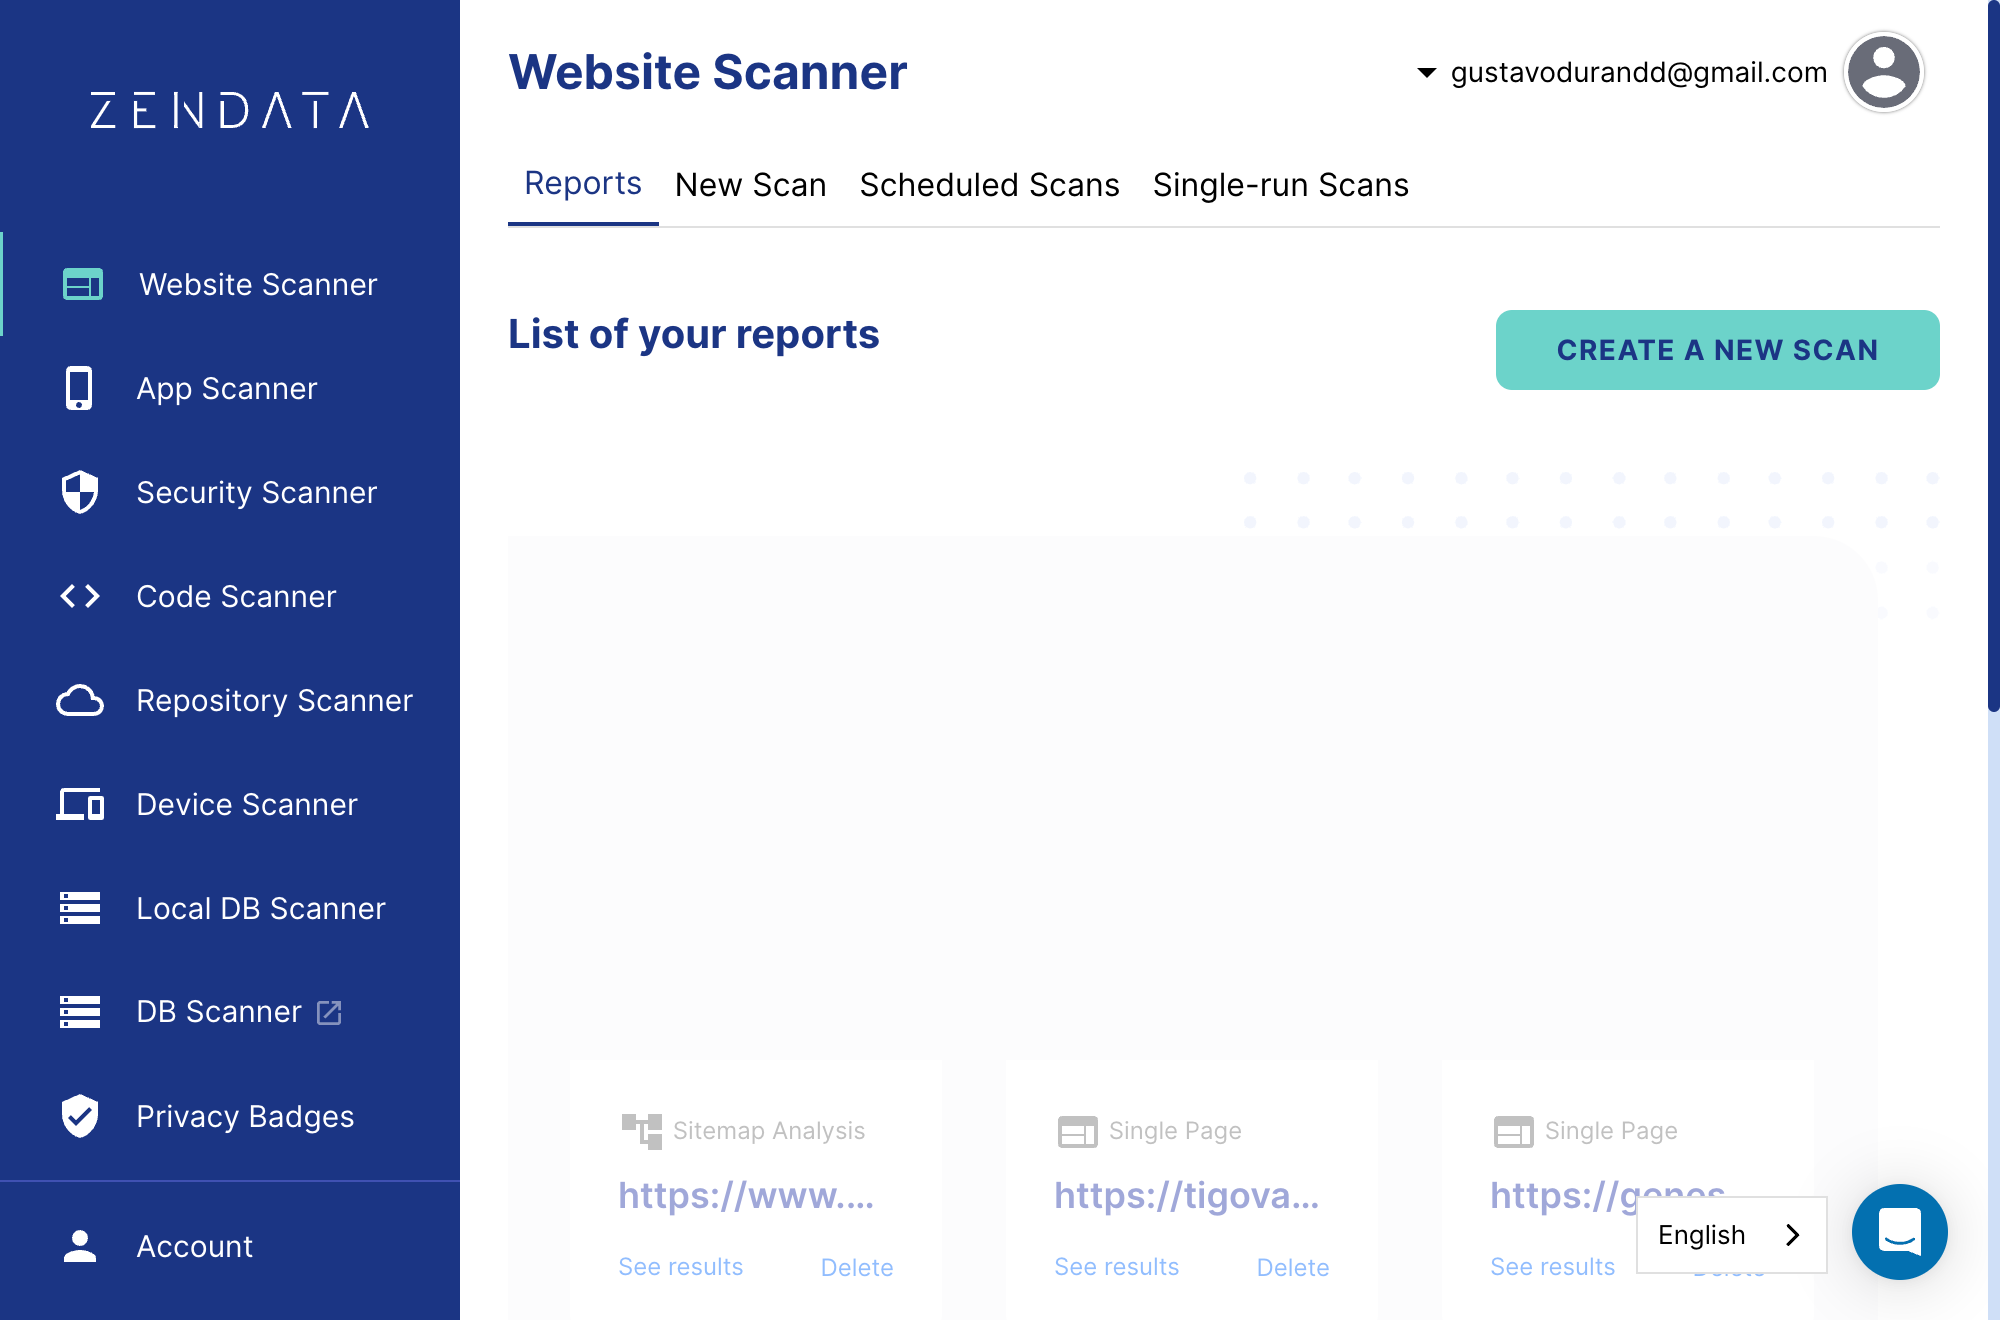 ZENDATA
Website Scanner
App Scanner
Security Scanner
Code Scanner
Repository Scanner
Device Scanner
Local DB Scanner
DB Scanner
Privacy Badges
Account
Website Scanner
gustavodurandd@gmail.com
Reports New Scan Scheduled Scans Single-run Scans
List of your reports
CREATE A NEW SCAN
Sitemap Analysis
https://www....
See results Delete
Single Page
https://tigova...
See results Delete
Single Page
See results
English